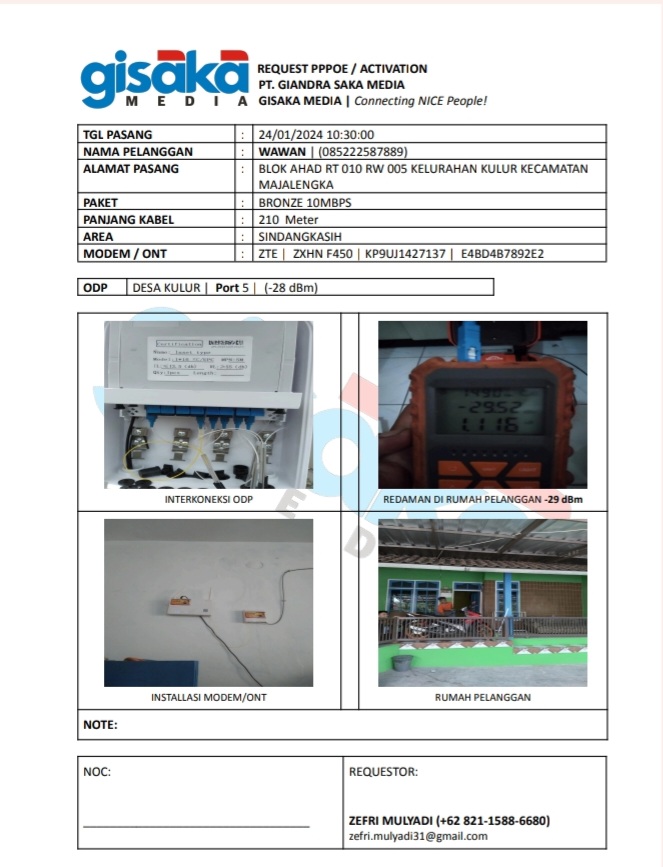 gisaka
MEDIA
REQUEST PPPOE / ACTIVATION
PT. GIANDRA SAKA MEDIA
GISAKA MEDIA | Connecting NICE People!
TGL PASANG : 24/01/2024 10:30:00
NAMA PELANGGAN : WAWAN | (085222587889)
ALAMAT PASANG : BLOK AHAD RT 010 RW 005 KELURAHAN KULUR KECAMATAN
MAJALENGKA
PAKET : BRONZE 10MBPS
PANJANG KABEL : 210 Meter
AREA : SINDANGKASIH
MODEM / ONT : ZTE | ZXHN F450 | KP9UJ1427137 | E4BD4B7892E2
ODP DESA KULUR | Port 5 | (-28 dBm)
Certification
-29.52
INTERKONEKSI ODP
REDAMAN DI RUMAH PELANGGAN -29 dBm
INSTALLASI MODEM/ONT
RUMAH PELANGGAN
NOTE:
NOC:
REQUESTOR:
ZEFRI MULYADI (+62 821-1588-6680)
zefri.mulyadi31@gmail.com